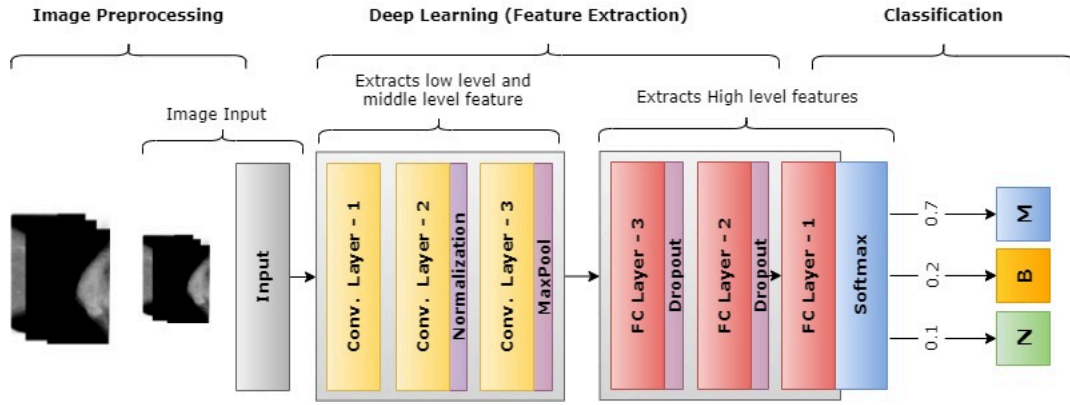 Image Preprocessing
Deep Learning (Feature Extraction)
Classification
Extracts low level and
middle level feature
Extracts High level features
Image Input
Input
Conv. Layer - 1
Conv. Layer - 2
Normalization
Conv. Layer - 3
MaxPool
FC Layer - 3
Dropout
FC Layer - 2
Dropout
FC Layer - 1
Softmax
0.7
M
0.2
B
0.1
N